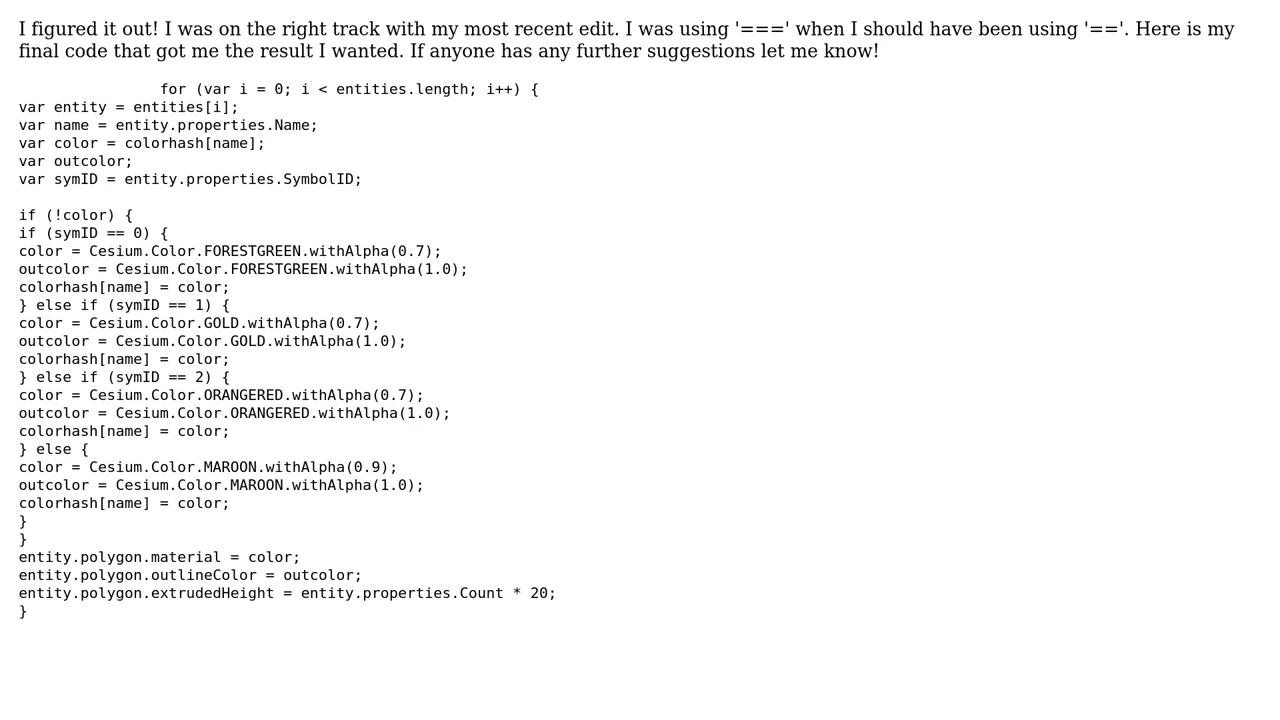 I figured it out! I was on the right track with my most recent edit. I was using '===' when I should have been using '=='. Here is my
final code that got me the result I wanted. If anyone has any further suggestions let me know!
for (var i = 0; i < entities.length; i++) {
var entity = entities[i];
var name = entity.properties.Name;
var color = colorhash[name];
var outcolor;
var symID = entity.properties.SymbolID;
if (!color) {
if (symID == 0) {
color = Cesium.Color.FORESTGREEN.withAlpha(0.7);
outcolor = Cesium.Color.FORESTGREEN.withAlpha(1.0);
colorhash[name] = color;
} else if (symID == 1) {
color = Cesium.Color.GOLD.withAlpha(0.7);
outcolor = Cesium.Color.GOLD.withAlpha(1.0);
colorhash[name] = color;
} else if (symID == 2) {
color = Cesium.Color.ORANGERED.withAlpha(0.7);
outcolor = Cesium.Color.ORANGERED.withAlpha(1.0);
colorhash[name] = color;
} else {
color = Cesium.Color.MAROON.withAlpha(0.9);
outcolor = Cesium.Color.MAROON.withAlpha(1.0);
colorhash[name] = color;
}
}
entity.polygon.material = color;
entity.polygon.outlineColor = outcolor;
entity.polygon.extrudedHeight = entity.properties.Count * 20;
}